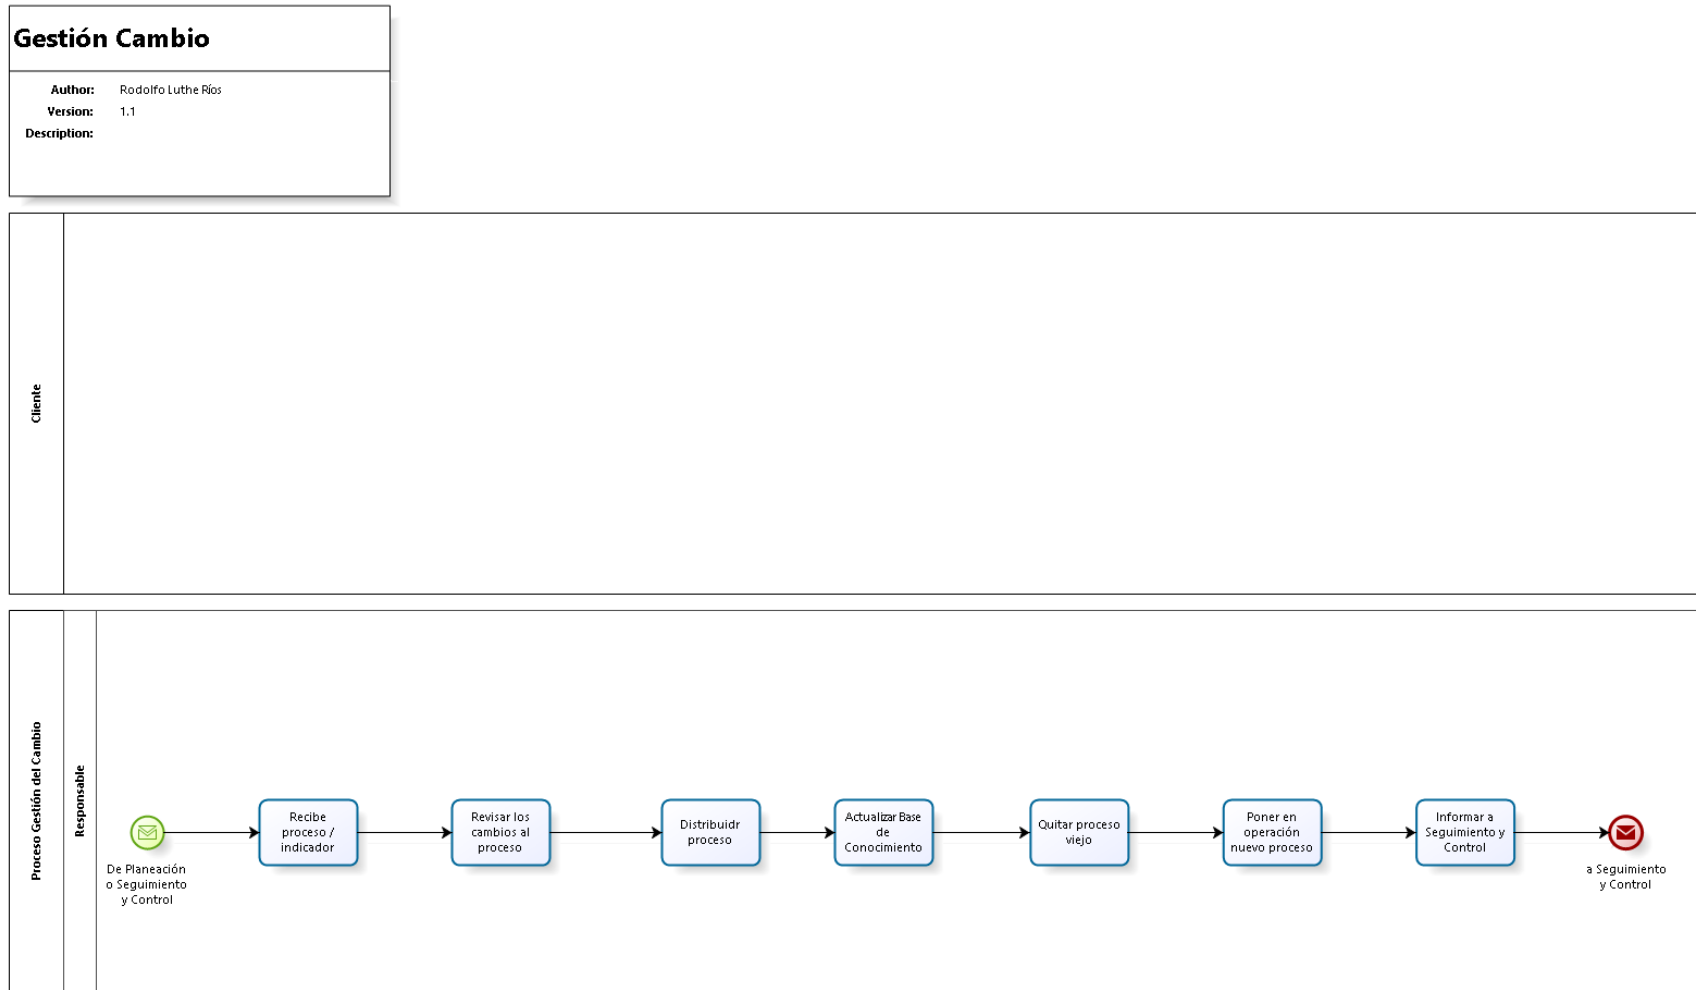 Gestión Cambio
Author: Rodolfo Luthe Ríos
Version: 1.1
Description:
Cliente
Proceso Gestión del Cambio
Responsable
De Planeación
o Seguimiento
y Control
Recibe
proceso /
indicador
Revisar los
cambios al
proceso
Distribuidr
proceso
Actualizar Base
de
Conocimiento
Quitar proceso
viejo
Poner en
operación
nuevo proceso
Informar a
Seguimiento y
Control
a Seguimiento
y Control